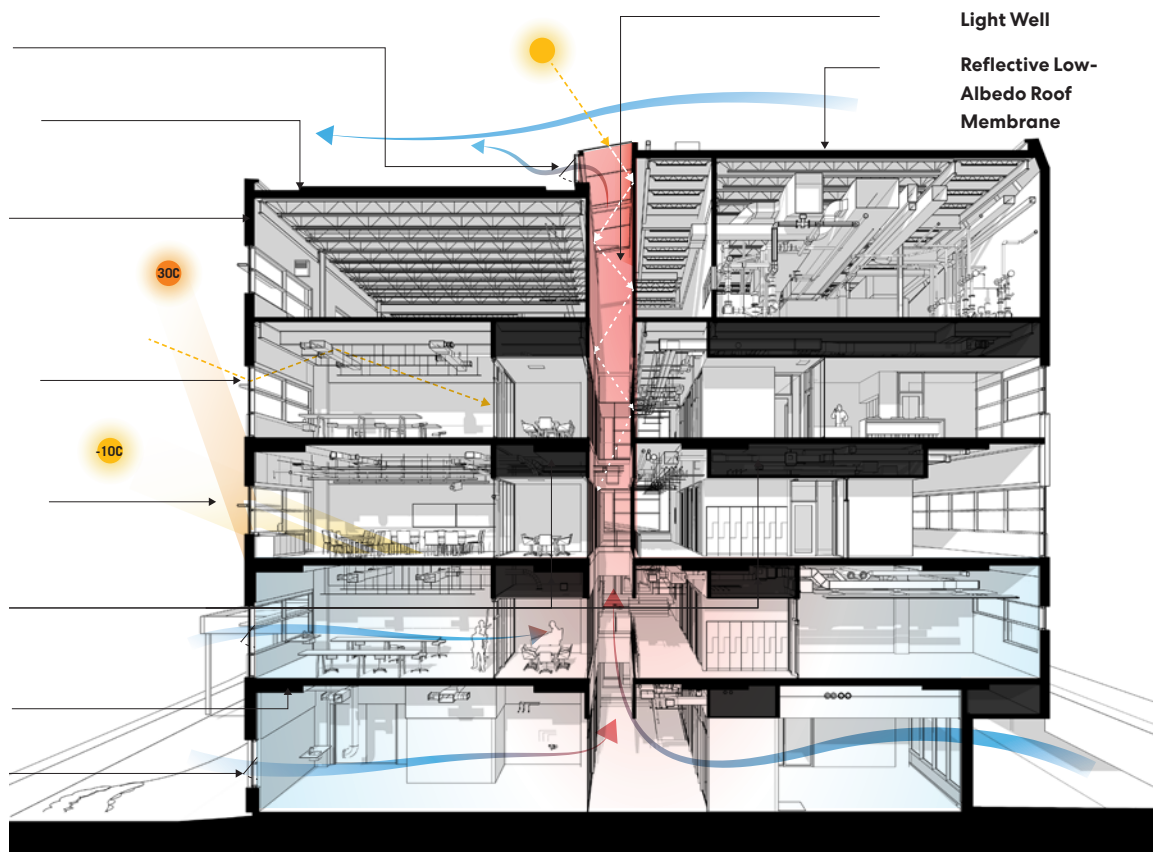 Light Well
Reflective Low-
Albedo Roof
Membrane
30C
-10C